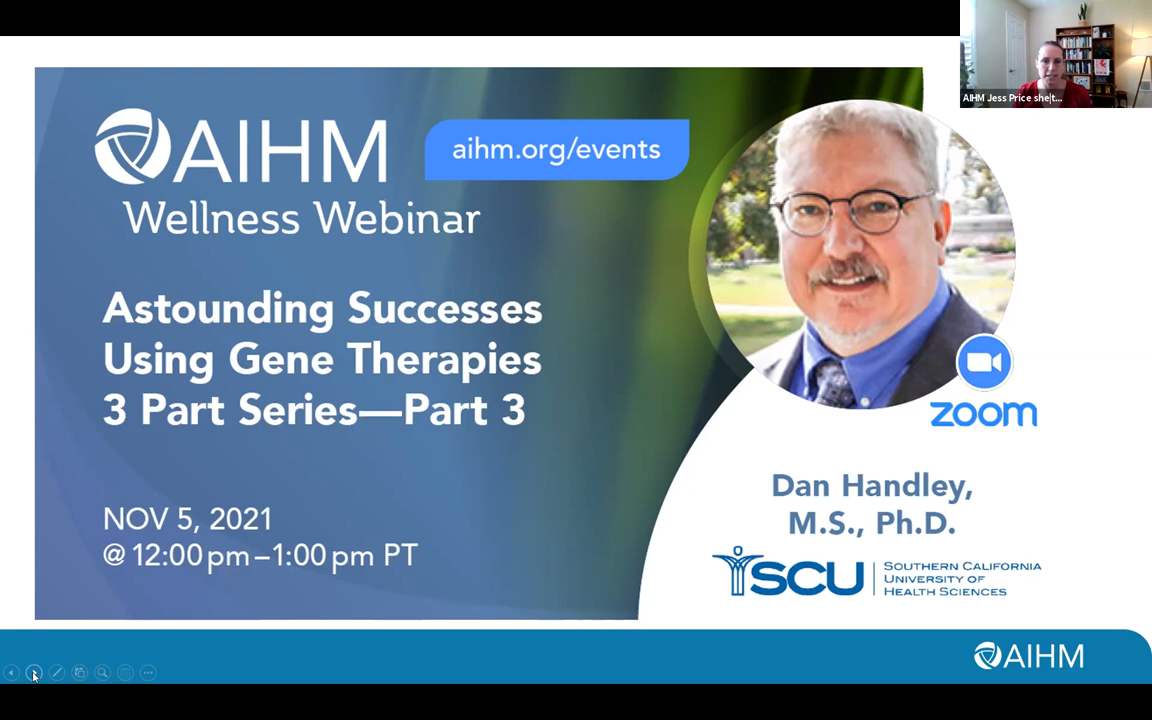 AIHM
aihm.org/events
Wellness Webinar
Astounding Successes
Using Gene Therapies
3 Part Series—Part 3
NOV 5, 2021
@ 12:00 pm – 1:00 pm PT
AIHM Jess Price she|t...
zoom
Dan Handley,
M.S., Ph.D.
SCU
SOUTHERN CALIFORNIA
UNIVERSITY OF
HEALTH SCIENCES
AIHM